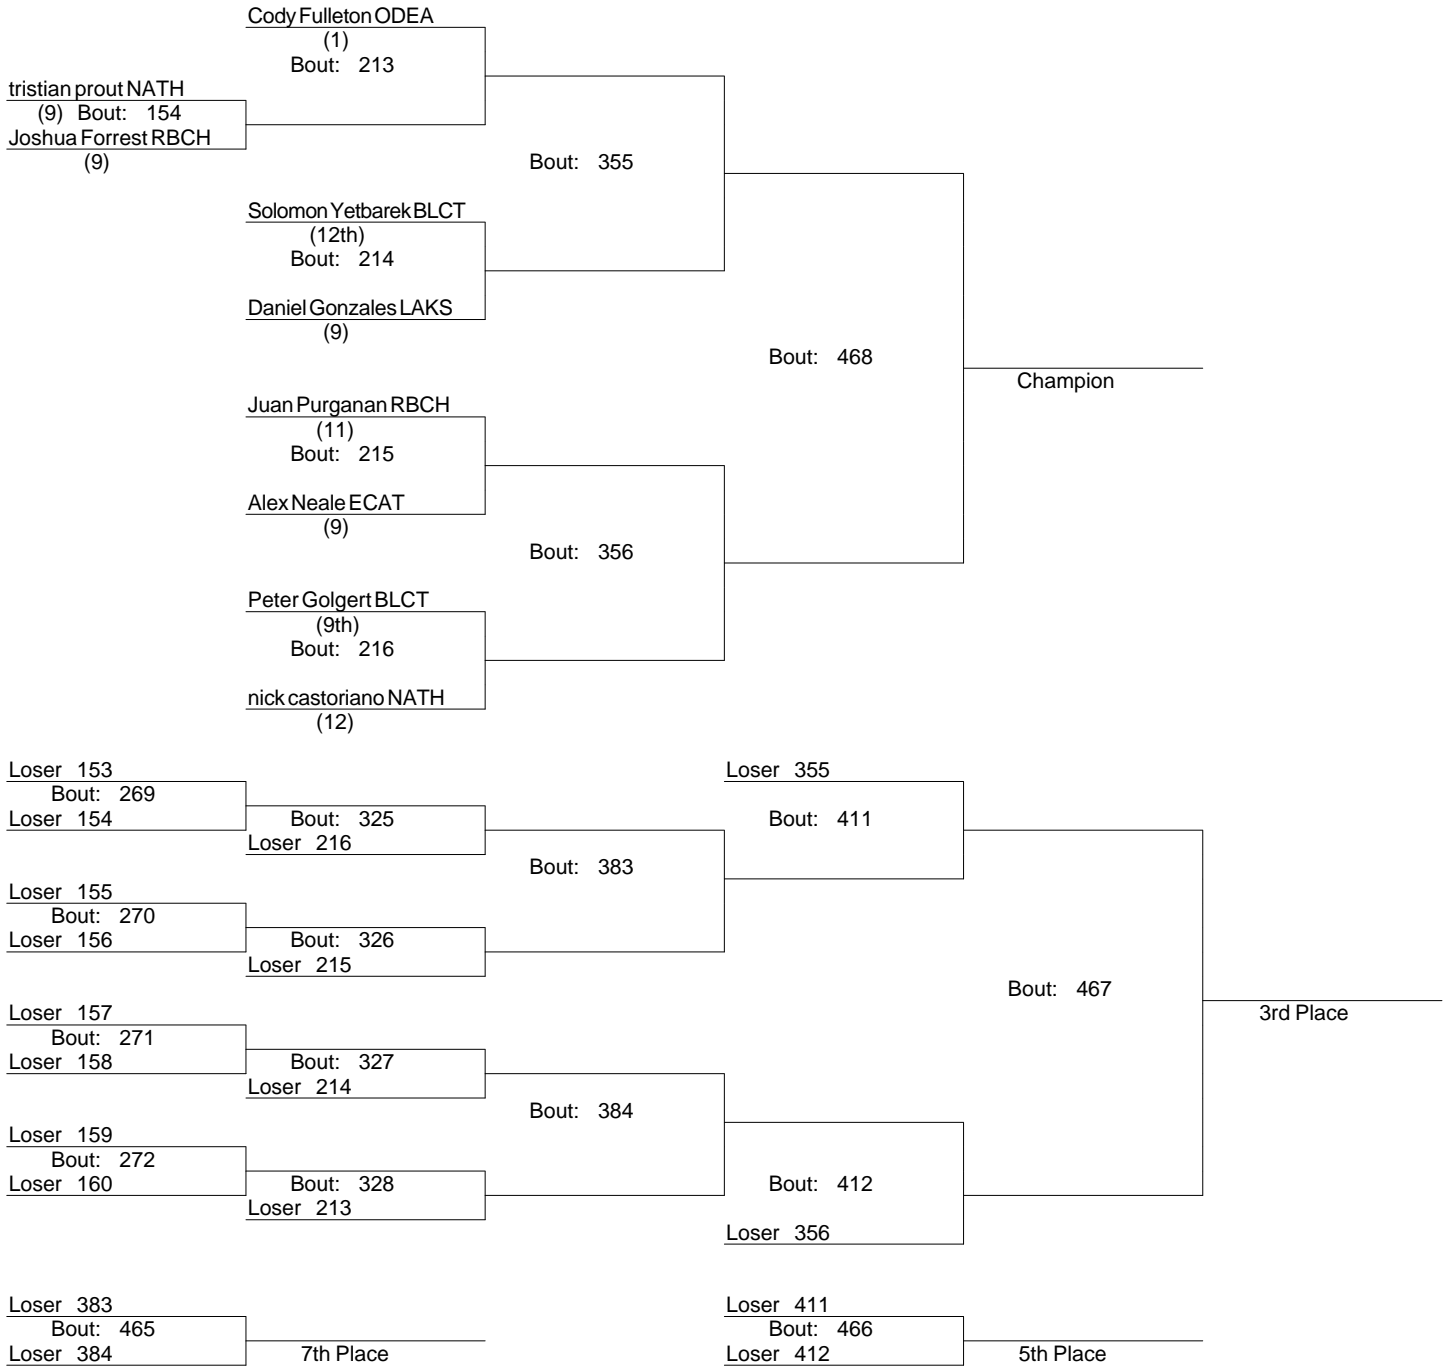 Cody Fulleton ODEA
(1)
Bout: 213
tristian prout NATH
(9) Bout: 154
Joshua Forrest RBCH
(9)
Bout: 355
Solomon Yetbarek BLCT
(12th)
Bout: 214
Daniel Gonzales LAKS
(9)
Bout: 468
Champion
Juan Purganan RBCH
(11)
Bout: 215
Alex Neale ECAT
(9)
Bout: 356
Peter Golgert BLCT
(9th)
Bout: 216
nick castoriano NATH
(12)
Loser 153
Bout: 269
Loser 154
Bout: 325
Loser 216
Bout: 383
Loser 355
Bout: 411
Loser 155
Bout: 270
Loser 156
Bout: 326
Loser 215
Bout: 467
3rd Place
Loser 157
Bout: 271
Loser 158
Bout: 327
Loser 214
Bout: 384
Loser 159
Bout: 272
Loser 160
Bout: 328
Loser 213
Bout: 412
Loser 356
Loser 383
Bout: 465
Loser 384
7th Place
Loser 411
Bout: 466
Loser 412
5th Place